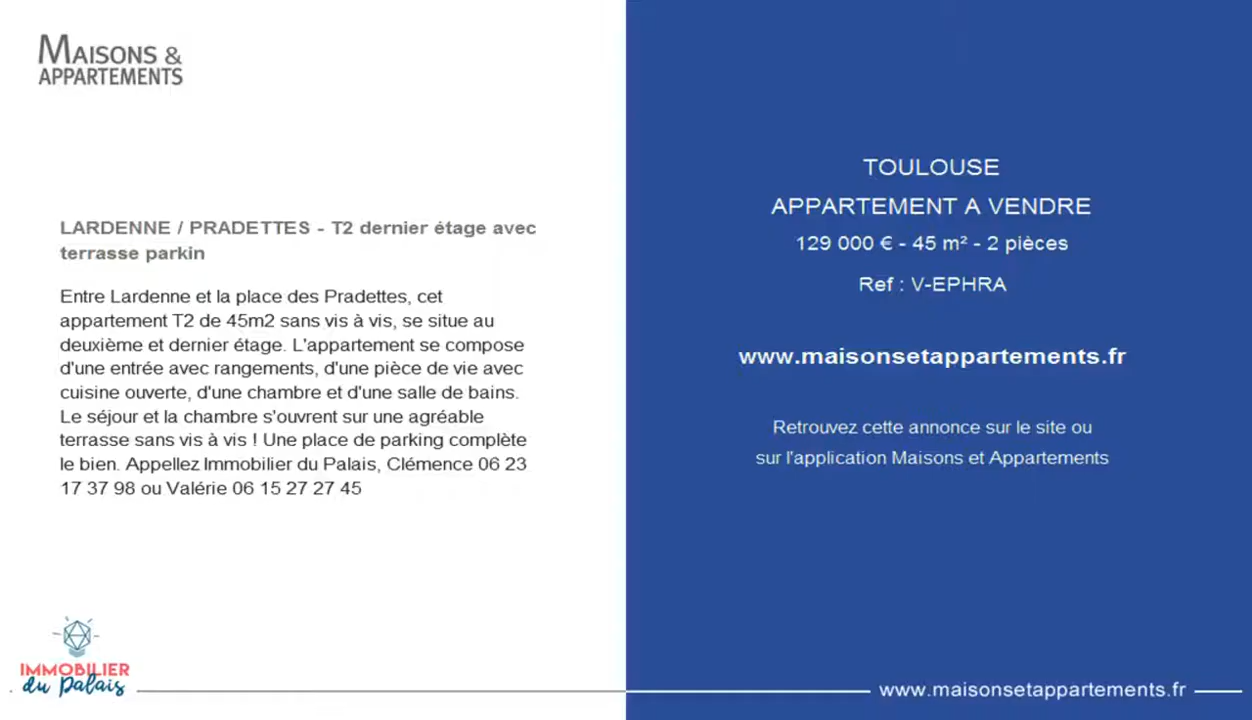 MAISONS &
APPARTEMENTS
LARDENNE / PRADETTES - T2 dernier étage avec
terrasse parkin
Entre Lardenne et la place des Pradettes, cet
appartement T2 de 45m2 sans vis à vis, se situe au
deuxième et dernier étage. L'appartement se compose
d'une entrée avec rangements, d'une pièce de vie avec
cuisine ouverte, d'une chambre et d'une salle de bains.
Le séjour et la chambre s'ouvrent sur une agréable
terrasse sans vis à vis ! Une place de parking complète
le bien. Appellez Immobilier du Palais, Clémence 06 23
17 37 98 ou Valérie 06 15 27 27 45
IMMOBILIER
du Palais
TOULOUSE
APPARTEMENT A VENDRE
129 000 € - 45 m² - 2 pièces
Ref : V-EPHRA
www.maisonsetappartements.fr
Retrouvez cette annonce sur le site ou
sur l'application Maisons et Appartements
www.maisonsetappartements.fr